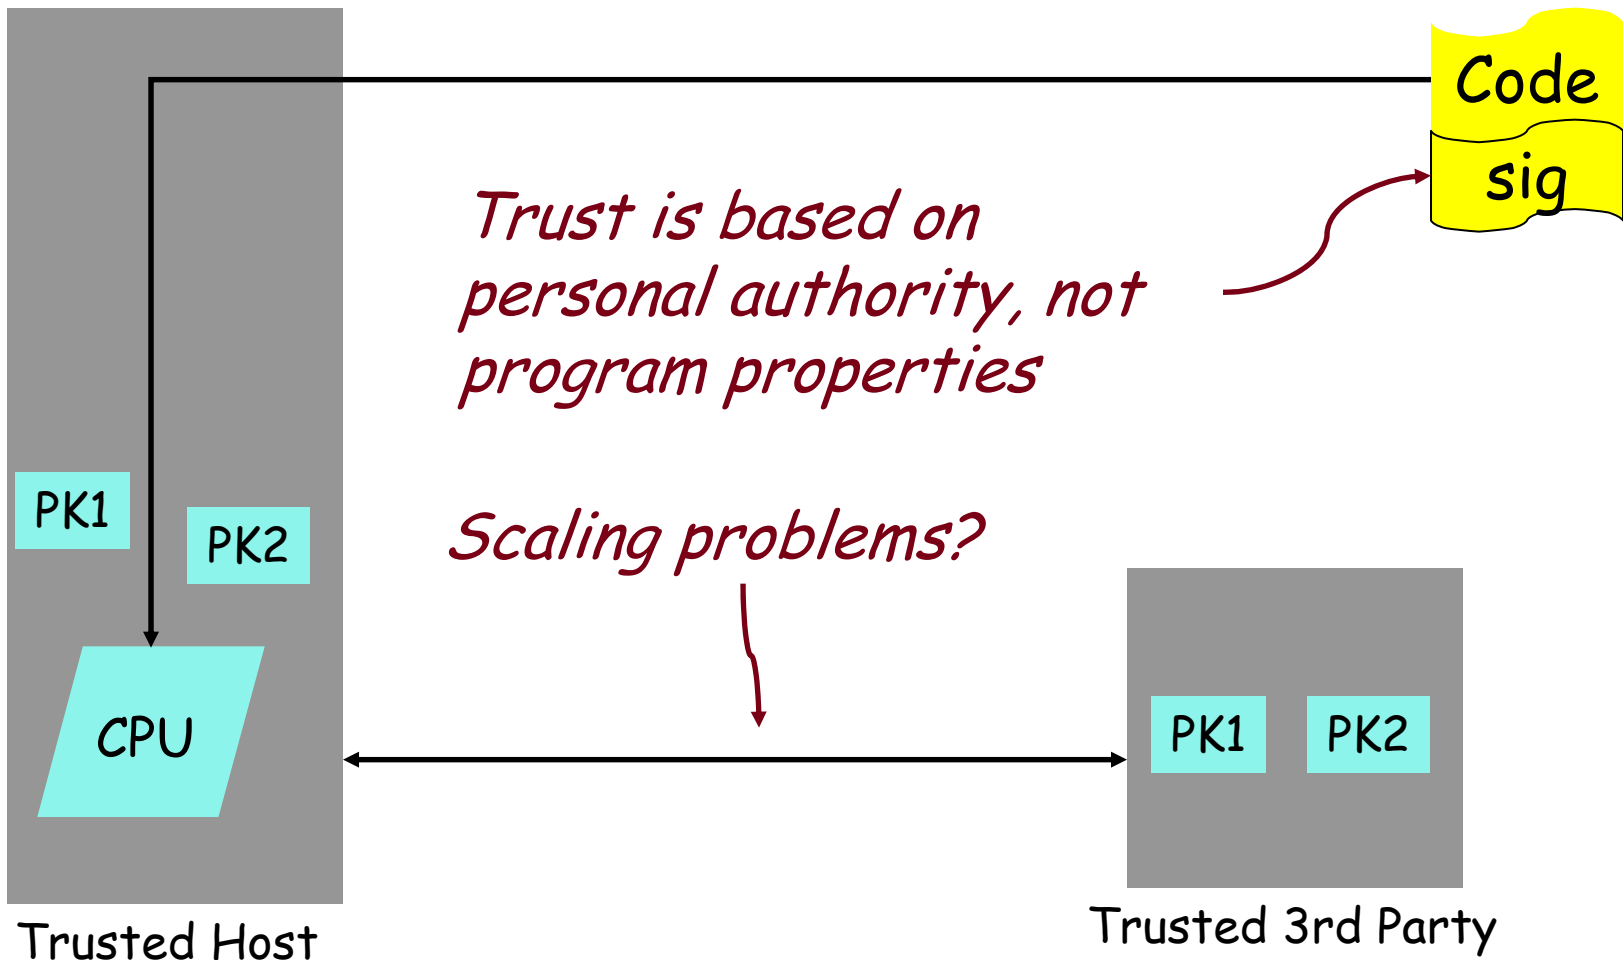 Code
sig
Trust is based on
personal authority, not
program properties
PK1
PK2
Scaling problems?
CPU
PK1 PK2
Trusted Host
Trusted 3rd Party